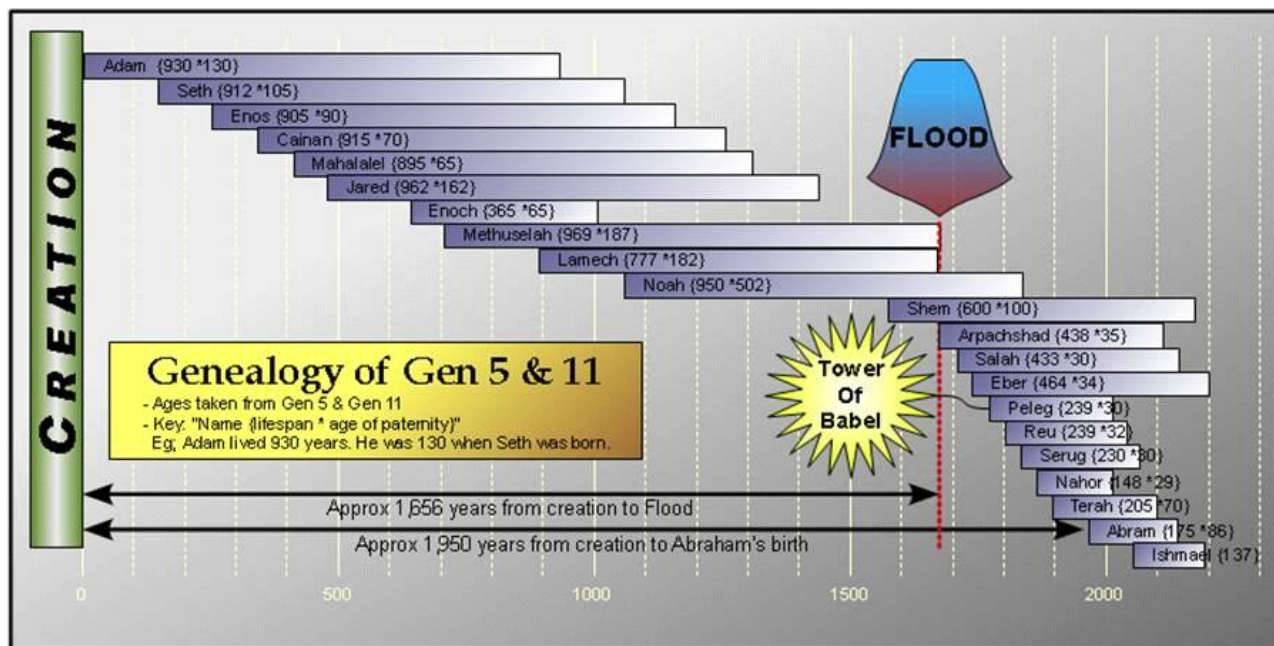 CREATION
Adam {930 *130}
Seth {912 *105}
Enos {905 *90}
Cainan {915 *70}
Mahalalel {895 *65}
Jared {962 *162}
Enoch {365 *65}
Methuselah {969 *187}
Lamech {777 *182}
Noah {950 *502}
FLOOD
Shem {600 *100}
Arpachshad {438 *35}
Salah {433 *30}
Eber {464 *34}
Peleg {239 *30}
Reu {239 *32}
Serug {230 *30}
Nahor {148 *29}
Terah {205 *70}
Abram {175 *86}
Ishmael {137}
Tower
Of
Babel
Genealogy of Gen 5 & 11
- Ages taken from Gen 5 & Gen 11
- Key: "Name {lifespan * age of paternity}"
Eg; Adam lived 930 years. He was 130 when Seth was born.
Approx 1,656 years from creation to Flood
Approx 1,950 years from creation to Abraham's birth
0 500 1000 1500 2000